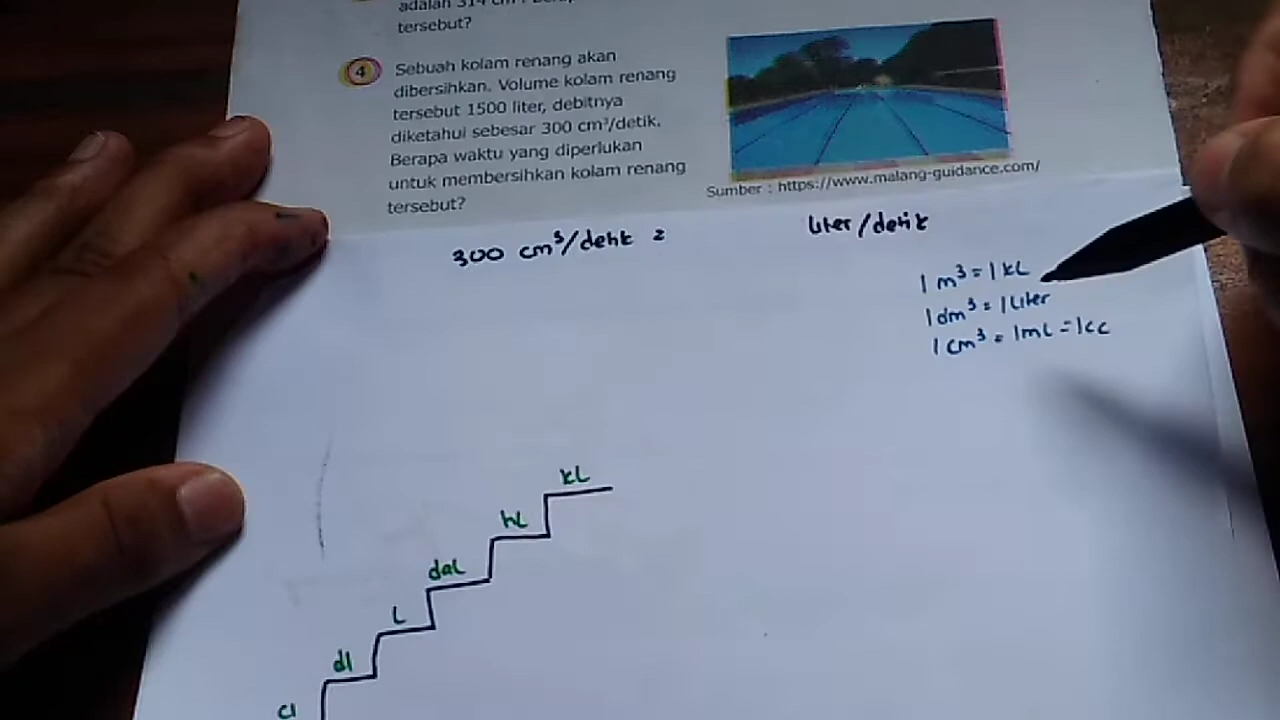 adalah 314 cm
tersebut?
4
Sebuah kolam renang akan
dibersihkan. Volume kolam renang
tersebut 1500 liter, debitnya
diketahui sebesar 300 cm³/detik.
Berapa waktu yang diperlukan
untuk membersihkan kolam renang
tersebut?
Sumber : https://www.malang-guidance.com/
300 cm³/detik =
liter/detik
1 m³ = 1 kL
1 dm³ = 1 Liter
1 cm³ = 1 mL = 1 cc
kL
hL
daL
L
dl
cl